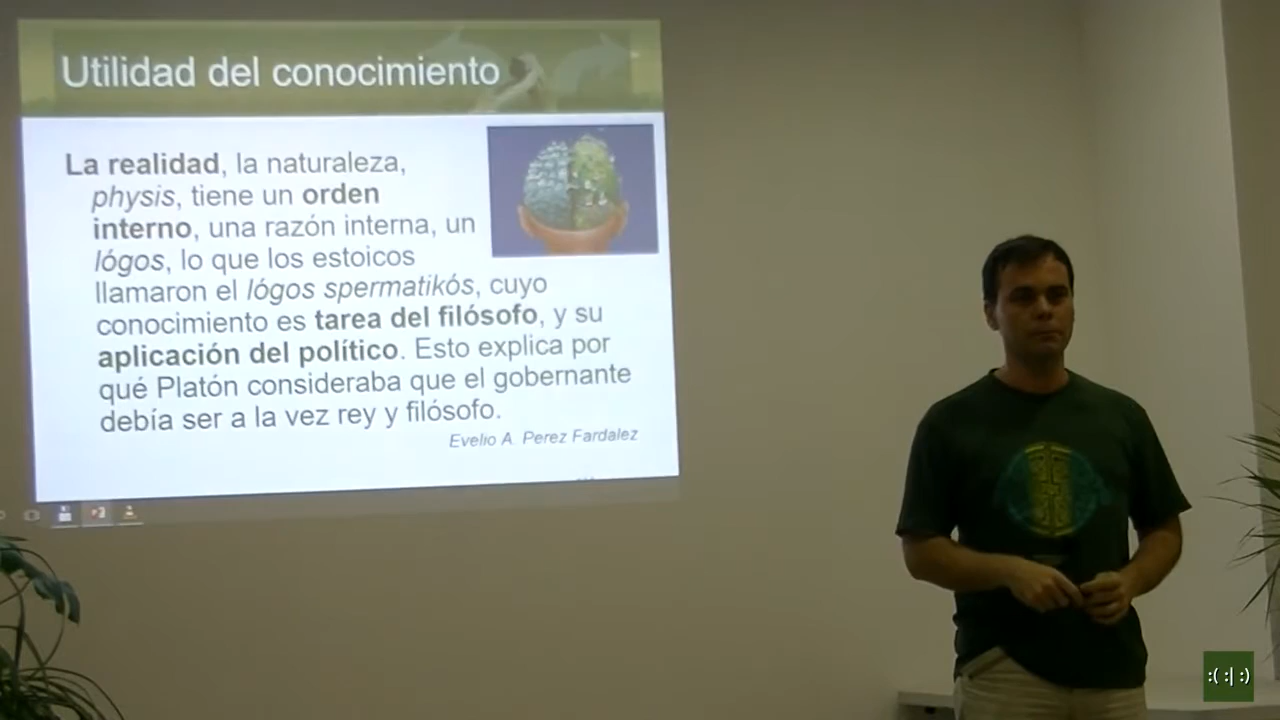 Utilidad del conocimiento
La realidad, la naturaleza,
physis, tiene un orden
interno, una razón interna, un
lógos, lo que los estoicos
llamaron el lógos spermatikós, cuyo
conocimiento es tarea del filósofo, y su
aplicación del político. Esto explica por
qué Platón consideraba que el gobernante
debía ser a la vez rey y filósofo.
Evelio A. Perez Fardalez
:( :| :)